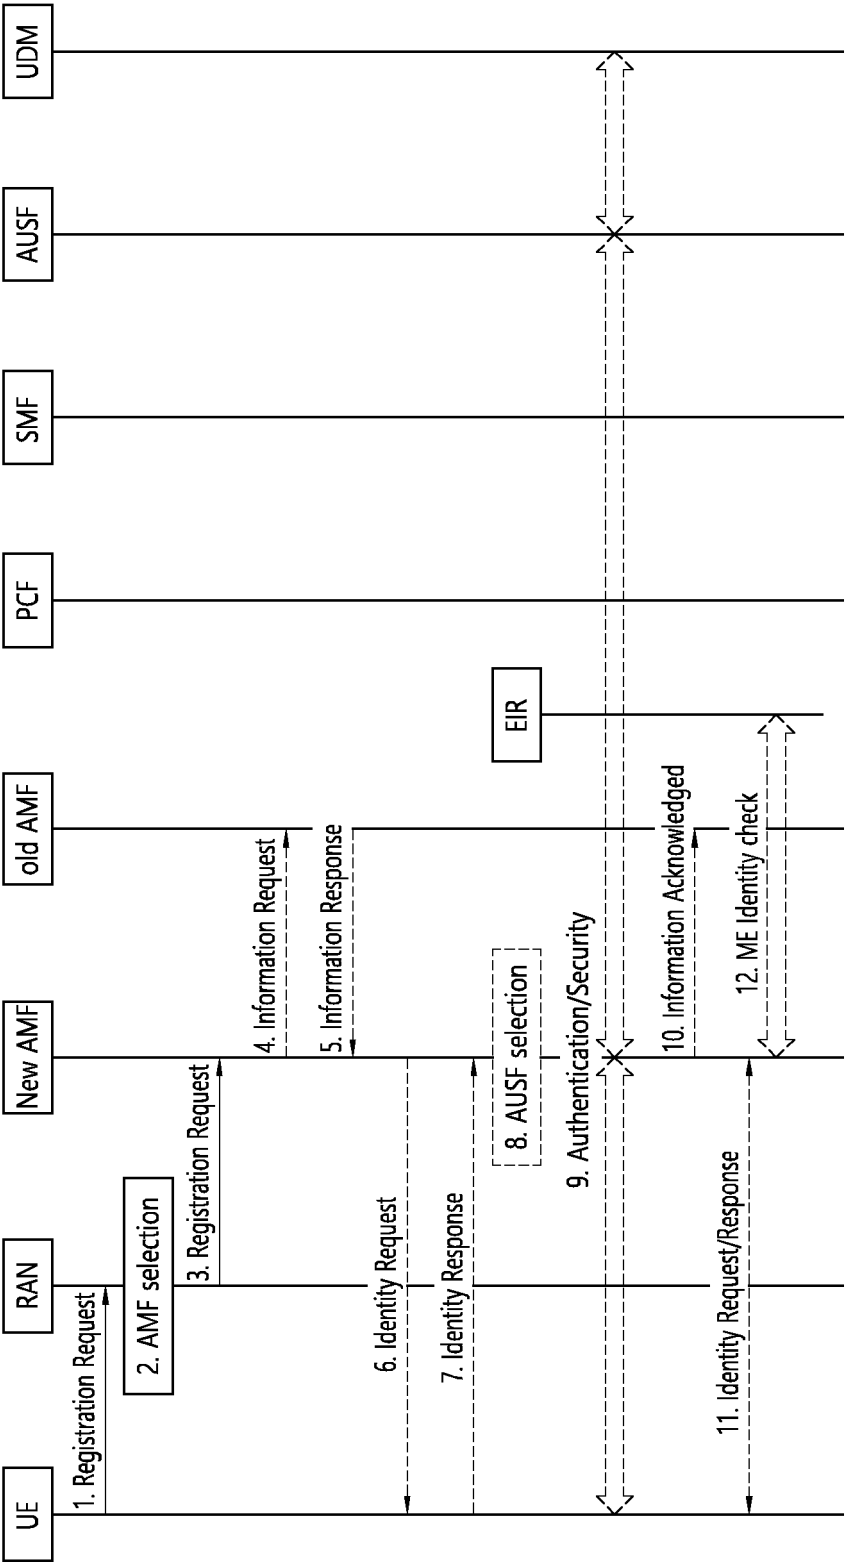 UE
RAN
New AMF
old AMF
PCF
SMF
AUSF
UDM
1. Registration Request
2. AMF selection
3. Registration Request
4. Information Request
5. Information Response
6. Identity Request
7. Identity Response
8. AUSF selection
EIR
9. Authentication/Security
10. Information Acknowledged
11. Identity Request/Response
12. ME Identity check